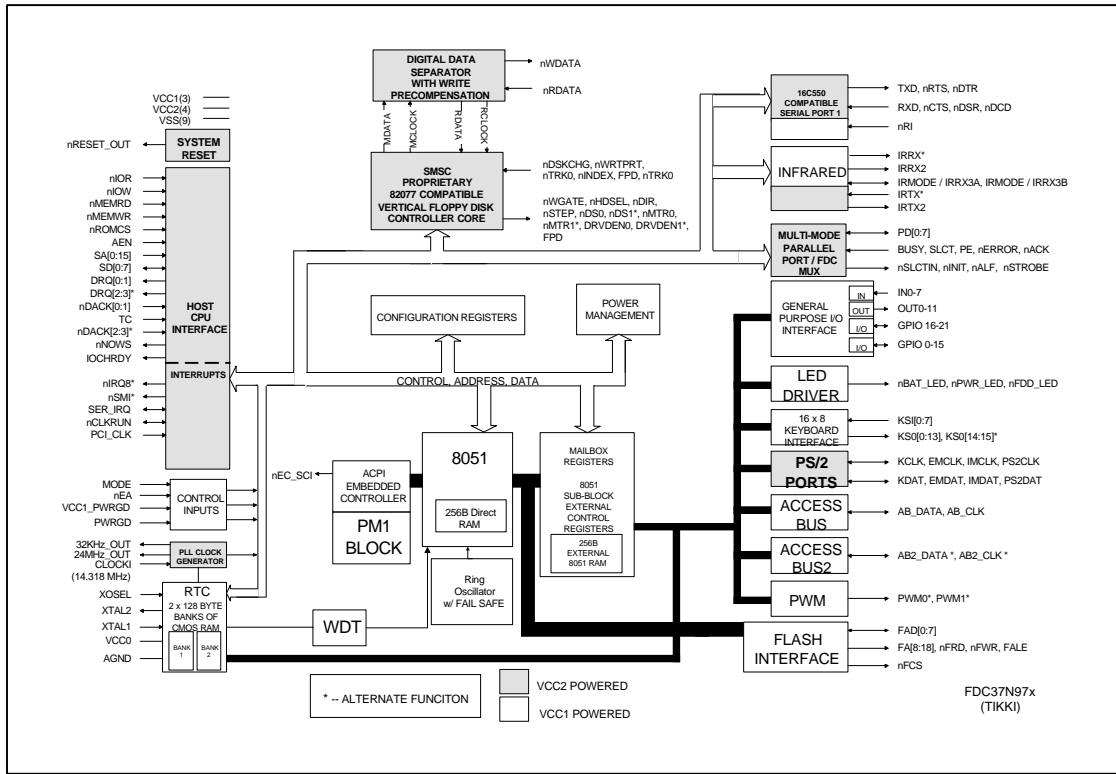 DIGITAL DATA
SEPARATOR
WITH WRITE
PRECOMPENSATION
nWDATA
nRDATA
MDATA
MCLOCK
RDATA
RCLOCK
SMSC
PROPRIETARY
82077 COMPATIBLE
VERTICAL FLOPPY DISK
CONTROLLER CORE
nDSKCHG, nWRTPRT,
nTRK0, nINDEX, FPD, nTRK0
nWGATE, nHDSEL, nDIR,
nSTEP, nDS0, nDS1*, nMTR0,
nMTR1*, DRVDEN0, DRVDEN1*,
FPD
VCC1(3)
VCC2(4)
VSS(9)
nRESET_OUT
SYSTEM
RESET
nIOR
nIOW
nMEMRD
nMEMWR
nROMCS
AEN
SA[0:15]
SD[0:7]
DRQ[0:1]
DRQ[2:3]*
nDACK[0:1]
TC
nDACK[2:3]*
nNOWS
IOCHRDY
HOST
CPU
INTERFACE
INTERRUPTS
nIRQ8*
nSMI*
SER_IRQ
nCLKRUN
PCI_CLK
MODE
nEA
VCC1_PWRGD
PWRGD
CONTROL
INPUTS
32KHz_OUT
24MHz_OUT
CLOCKI
(14.318 MHz)
PLL CLOCK
GENERATOR
XOSEL
XTAL2
XTAL1
VCC0
AGND
RTC
2 x 128 BYTE
BANKS OF
CMOS RAM
BANK
1
BANK
2
CONFIGURATION REGISTERS
POWER
MANAGEMENT
CONTROL, ADDRESS, DATA
nEC_SCI
ACPI
EMBEDDED
CONTROLLER
PM1
BLOCK
8051
256B Direct
RAM
Ring
Oscillator
w/ FAIL SAFE
WDT
MAILBOX
REGISTERS
8051
SUB-BLOCK
EXTERNAL
CONTROL
REGISTERS
256B
EXTERNAL
8051 RAM
16C550
COMPATIBLE
SERIAL PORT 1
TXD, nRTS, nDTR
RXD, nCTS, nDSR, nDCD
nRI
INFRARED
IRRX*
IRRX2
IRMODE / IRRX3A, IRMODE / IRRX3B
IRTX*
IRTX2
MULTI-MODE
PARALLEL
PORT / FDC
MUX
PD[0:7]
BUSY, SLCT, PE, nERROR, nACK
nSLCTIN, nINIT, nALF, nSTROBE
GENERAL
PURPOSE I/O
INTERFACE
IN
OUT
I/O
I/O
IN0-7
OUT0-11
GPIO 16-21
GPIO 0-15
LED
DRIVER
nBAT_LED, nPWR_LED, nFDD_LED
16 x 8
KEYBOARD
INTERFACE
KSI[0:7]
KS0[0:13], KS0[14:15]*
PS/2
PORTS
KCLK, EMCLK, IMCLK, PS2CLK
KDAT, EMDAT, IMDAT, PS2DAT
ACCESS
BUS
AB_DATA, AB_CLK
ACCESS
BUS2
AB2_DATA *, AB2_CLK *
PWM
PWM0*, PWM1*
FLASH
INTERFACE
FAD[0:7]
FA[8:18], nFRD, nFWR, FALE
nFCS
* -- ALTERNATE FUNCITON
VCC2 POWERED
VCC1 POWERED
FDC37N97x
(TIKKI)